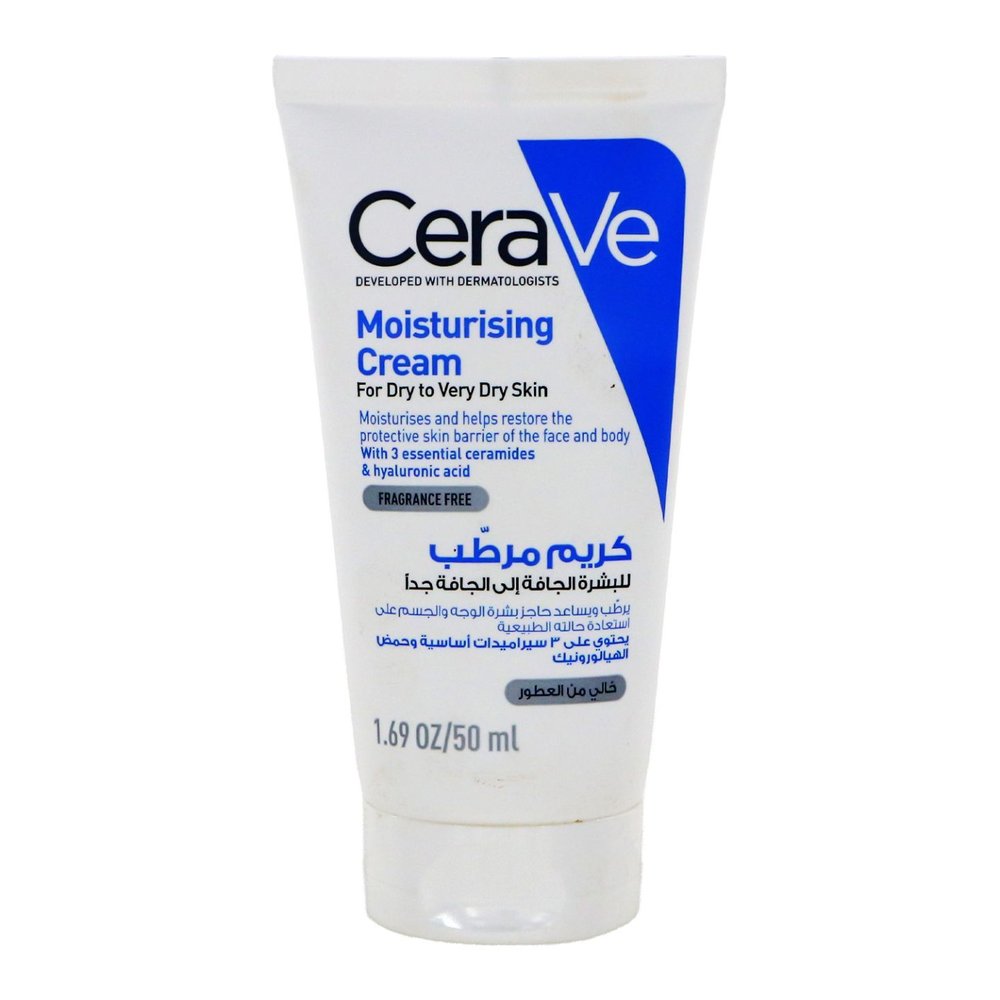 CeraVe
DEVELOPED WITH DERMATOLOGISTS
Moisturising
Cream
For Dry to Very Dry Skin
Moisturises and helps restore the
protective skin barrier of the face and body
With 3 essential ceramides
& hyaluronic acid
FRAGRANCE FREE
كريم مرطّب
للبشرة الجافة إلى الجافة جداً
يرطّب ويساعد حاجز بشرة الوجه والجسم على
استعادة حالته الطبيعية
يحتوي على ٣ سيراميدات أساسية وحمض
الهيالورونيك
خالي من العطور
1.69 OZ/50 ml